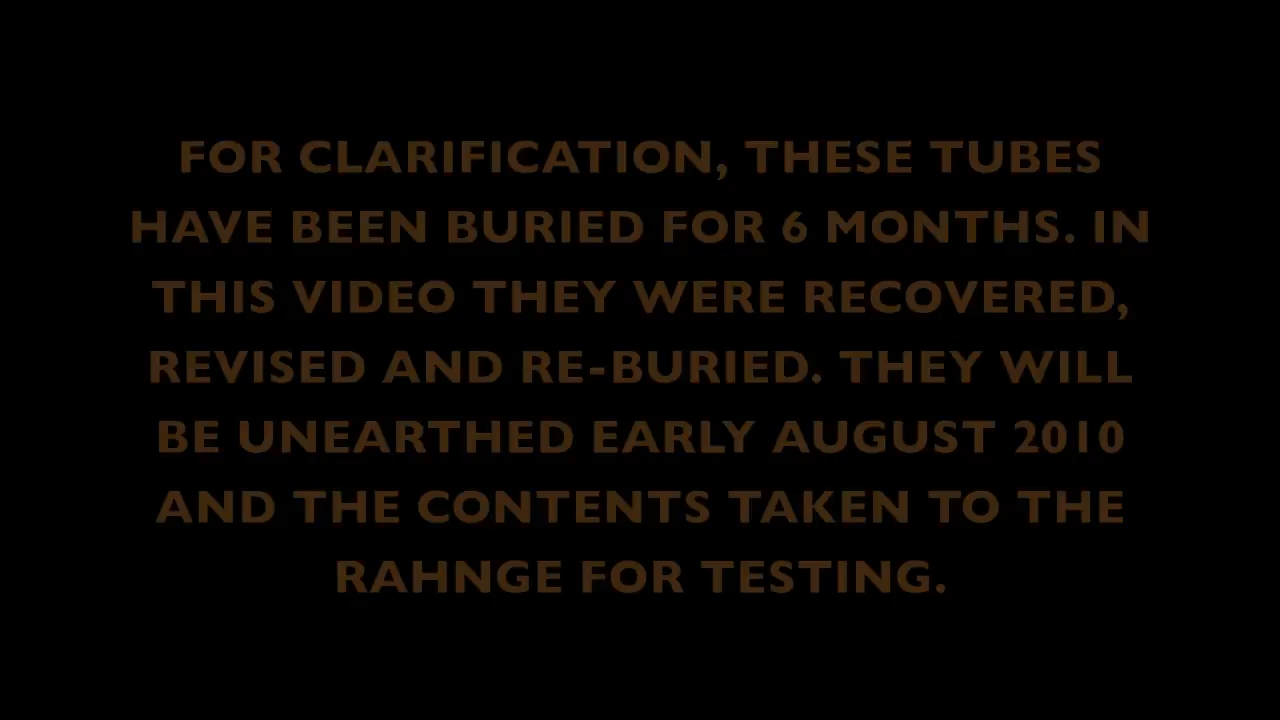 FOR CLARIFICATION, THESE TUBES
HAVE BEEN BURIED FOR 6 MONTHS. IN
THIS VIDEO THEY WERE RECOVERED,
REVISED AND RE-BURIED. THEY WILL
BE UNEARTHED EARLY AUGUST 2010
AND THE CONTENTS TAKEN TO THE
RAHNGE FOR TESTING.